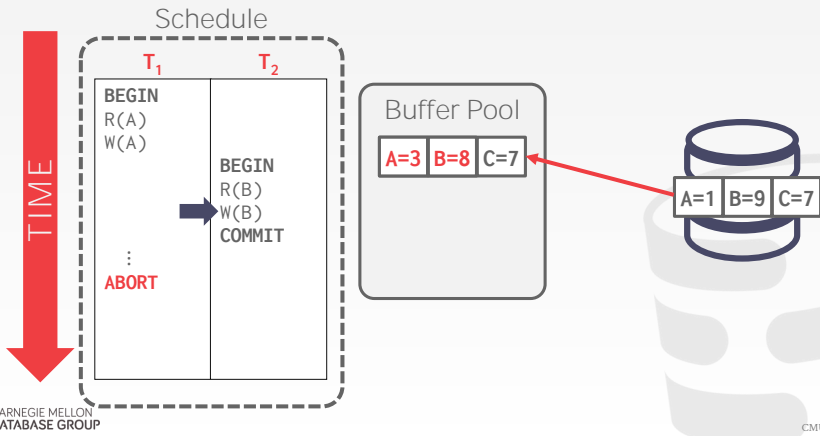 Schedule
T1 T2
BEGIN
R(A)
W(A)
BEGIN
R(B)
W(B)
COMMIT
⋮
ABORT
TIME
Buffer Pool
A=3 B=8 C=7
A=1 B=9 C=7
ARNEGIE MELLON
ATABASE GROUP
CMU